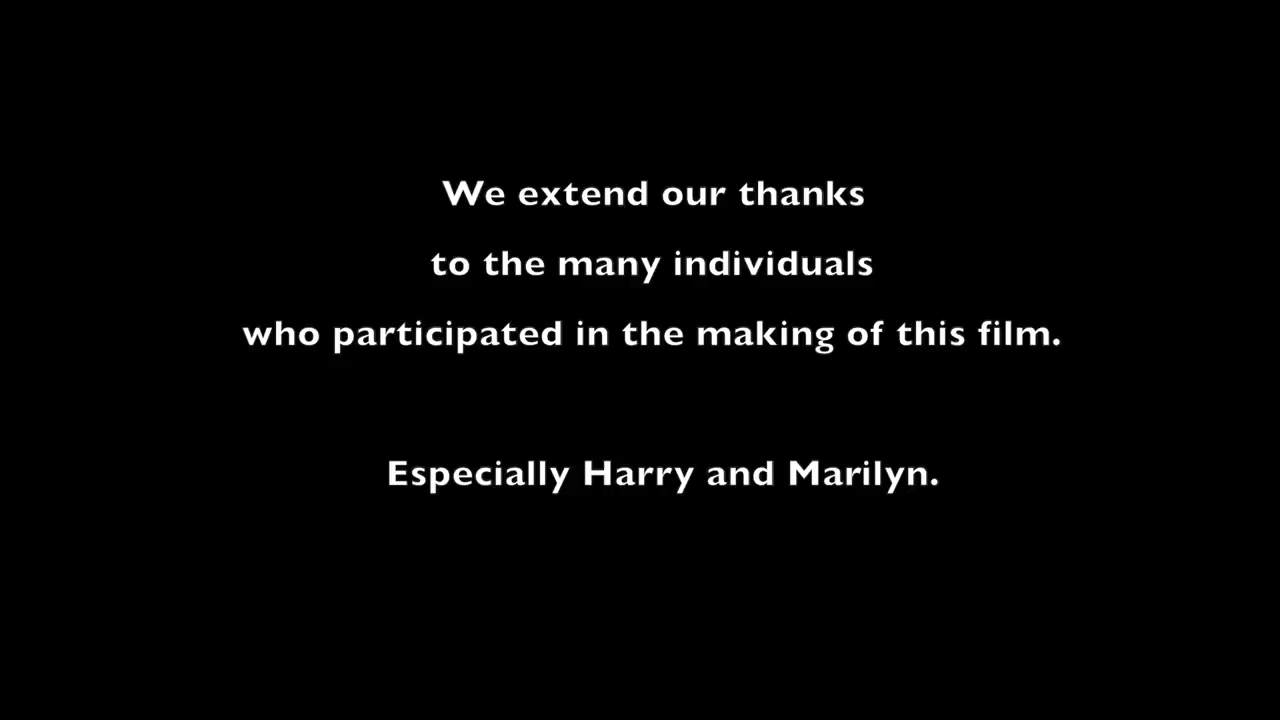 We extend our thanks
to the many individuals
who participated in the making of this film.
Especially Harry and Marilyn.